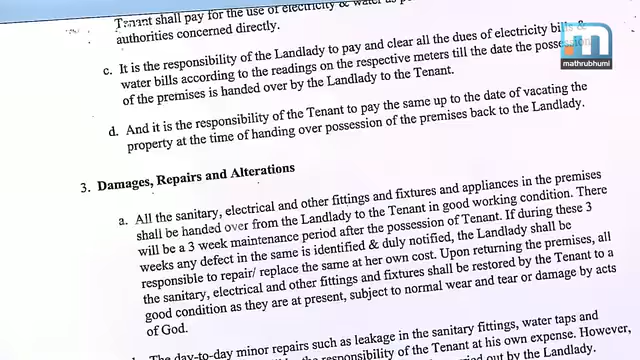 Tenant shall pay for the use of electricity & water as
authorities concerned directly.
mathrubhumi
c. It is the responsibility of the Landlady to pay and clear all the dues of electricity bills &
water bills according to the readings on the respective meters till the date the possession
of the premises is handed over by the Landlady to the Tenant.
d. And it is the responsibility of the Tenant to pay the same up to the date of vacating the
property at the time of handing over possession of the premises back to the Landlady.
3. Damages, Repairs and Alterations
a. All the sanitary, electrical and other fittings and fixtures and appliances in the premises
shall be handed over from the Landlady to the Tenant in good working condition. There
will be a 3 week maintenance period after the possession of Tenant. If during these 3
weeks any defect in the same is identified & duly notified, the Landlady shall be
responsible to repair/ replace the same at her own cost. Upon returning the premises, all
the sanitary, electrical and other fittings and fixtures shall be restored by the Tenant to a
good condition as they are at present, subject to normal wear and tear or damage by acts
of God.
The day-to-day minor repairs such as leakage in the sanitary fittings, water taps and
the responsibility of the Tenant at his own expense. However,
out by the Landlady.